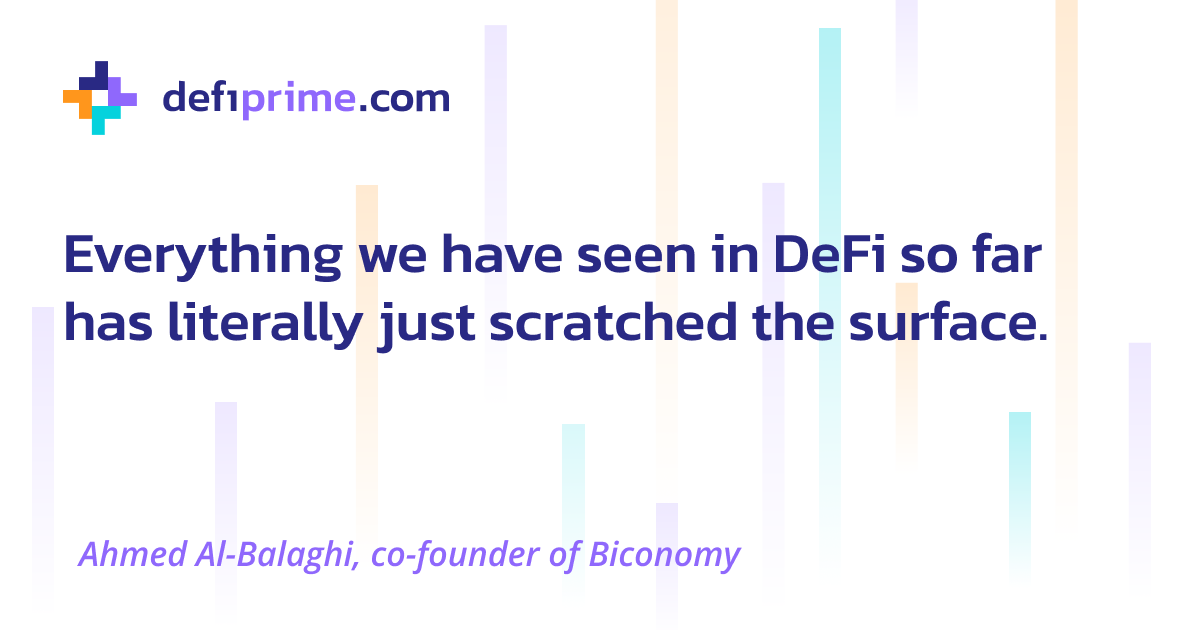 defiprime.com
Everything we have seen in DeFi so far
has literally just scratched the surface.
Ahmed Al-Balaghi, co-founder of Biconomy